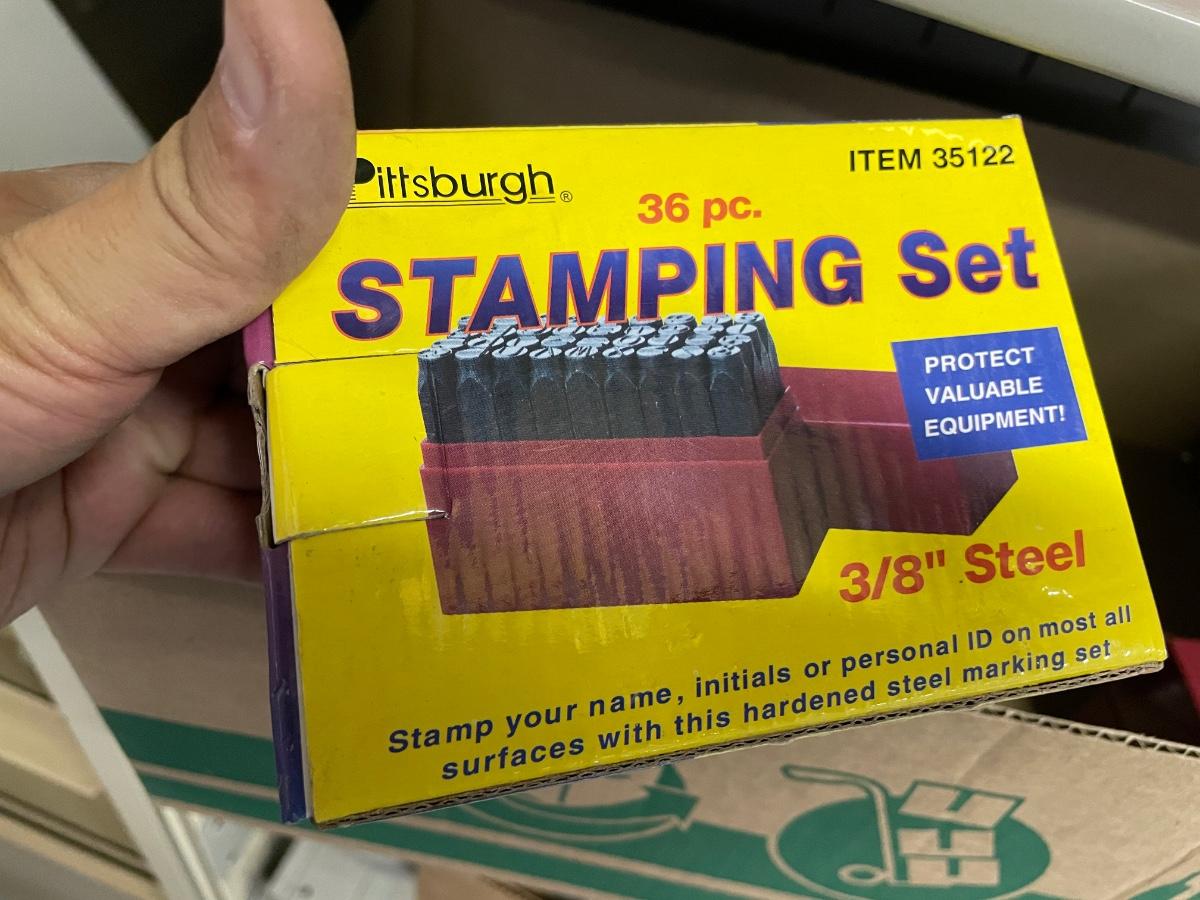 Pittsburgh®
ITEM 35122
36 pc.
STAMPING Set
PROTECT
VALUABLE
EQUIPMENT!
3/8" Steel
Stamp your name, initials or personal ID on most all
surfaces with this hardened steel marking set